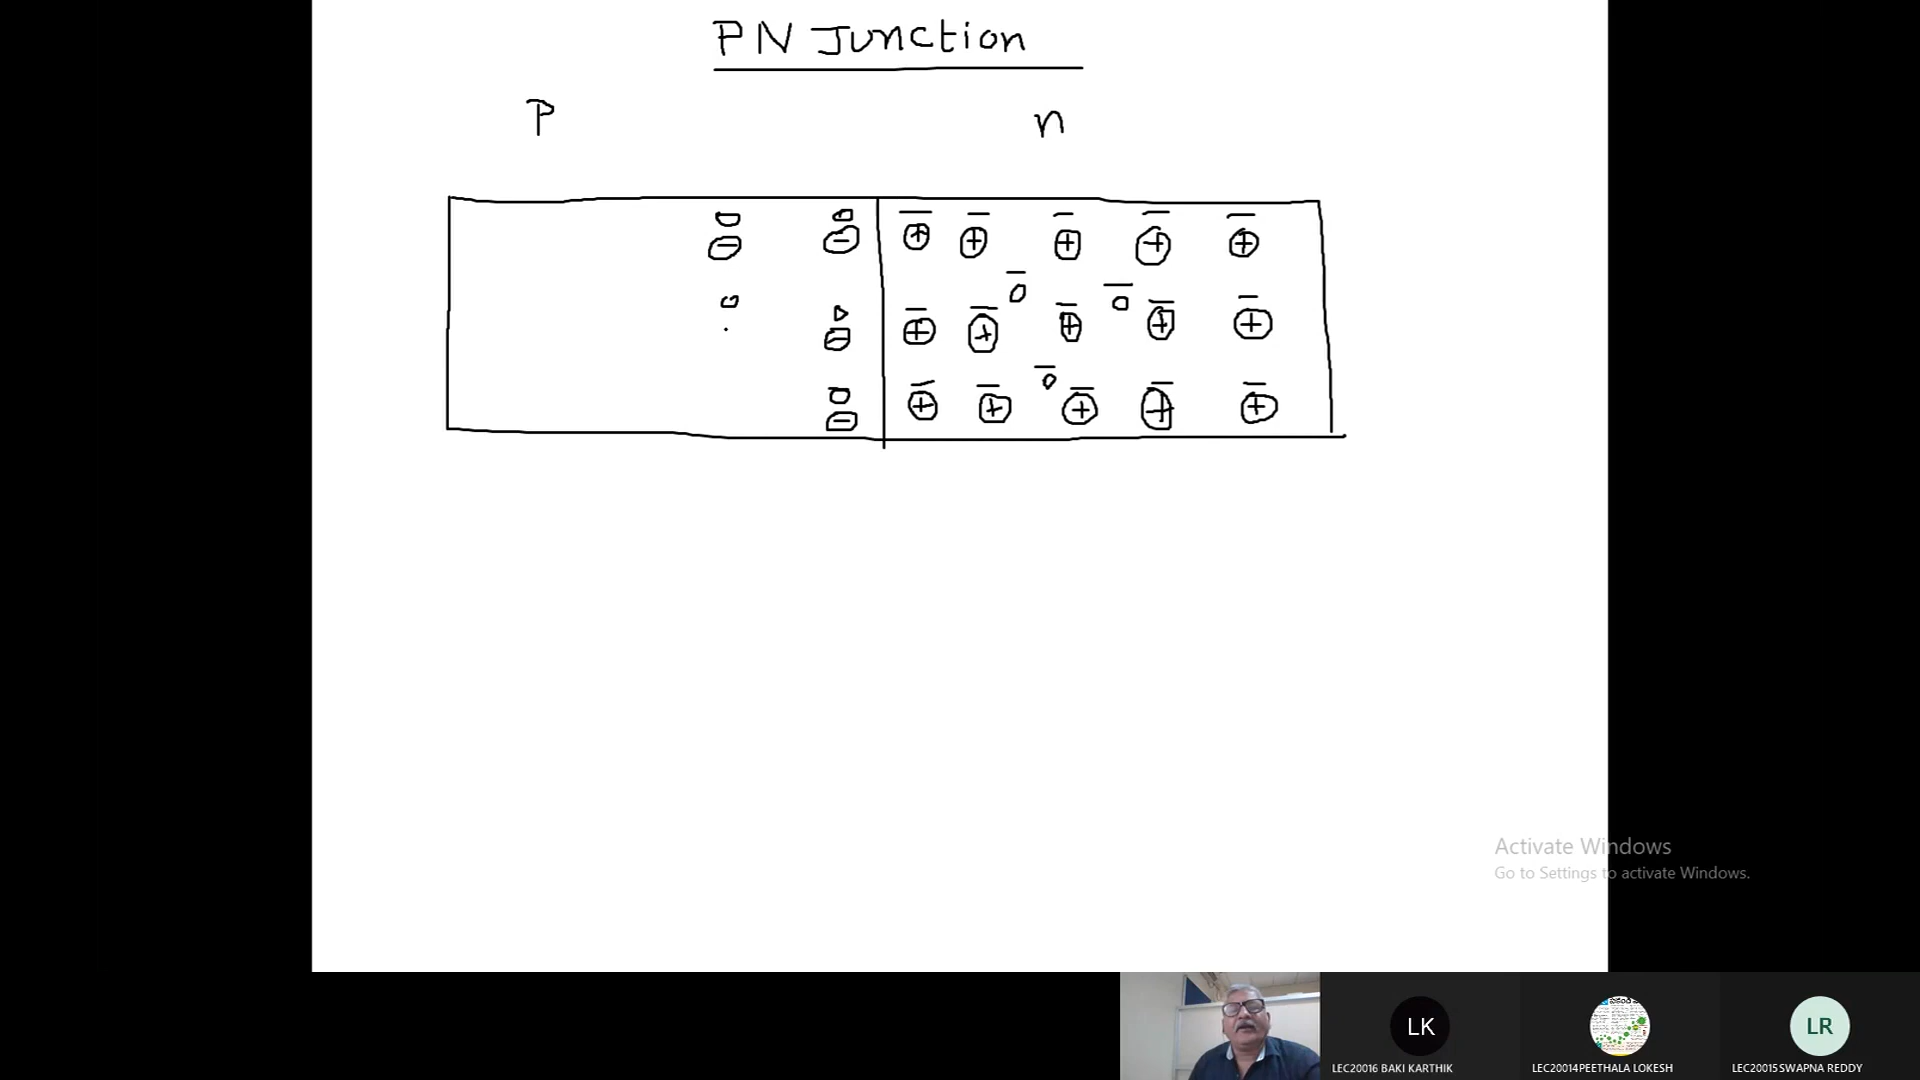 PN Junction
P n
Activate Windows
Go to Settings to activate Windows.
LK
LR
LEC20016 BAKI KARTHIK
LEC20014PEETHALA LOKESH
LEC20015SWAPNA REDDY